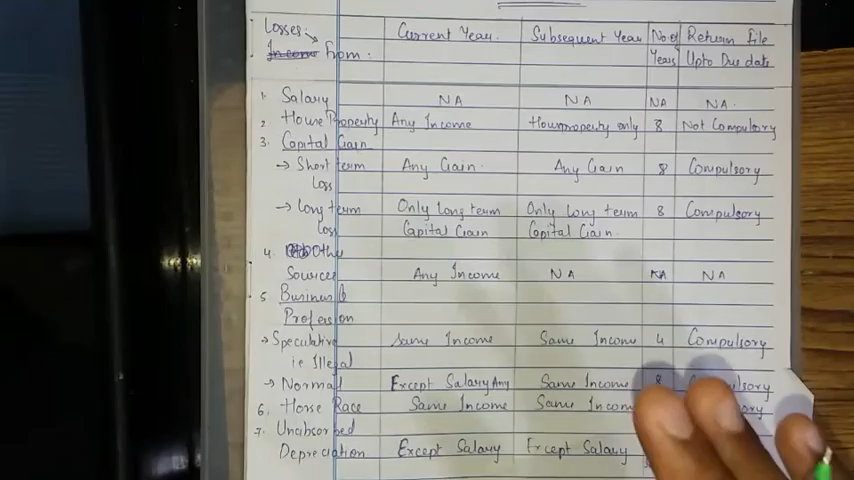 Losses Current Year. Subsequent Year No of Return File
Income from. Years Upto Due date
1. Salary NA NA NA NA.
2. House Property Any Income Houseproperty only 8 Not Compulsory
3. Capital Gain
→ Short term Any Gain. Any Gain 8 Compulsory
Loss
→ Long term Only Long term Only Long term 8 Compulsory
Loss Capital Gain Capital Gain.
4. Other
Sources Any Income NA NA NA
5 Business &
Profession
→ Speculative Same Income Same Income 4 Compulsory
i.e Illegal
→ Normal Except Salary Any Same Income 8
6. Horse Race Same Income Same Income
7. Unabsorbed
Depreciation Except Salary Except Salary